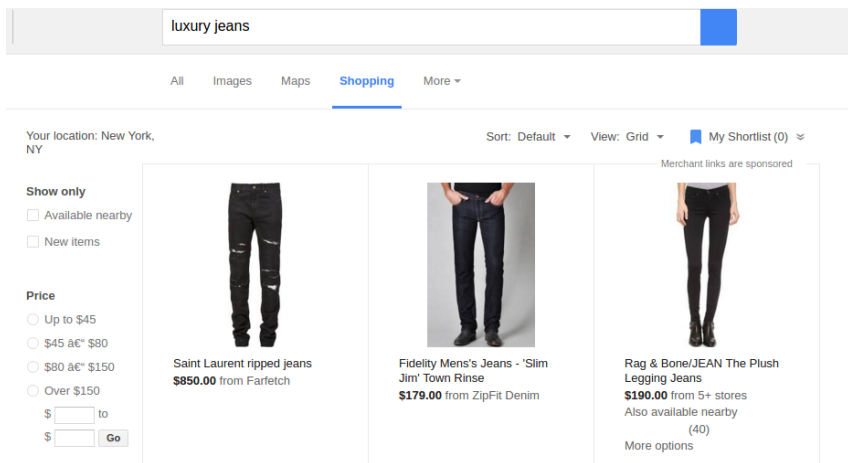 luxury jeans
All Images Maps Shopping More
Your location: New York,
NY
Sort: Default View: Grid My Shortlist (0)
Merchant links are sponsored
Show only
Available nearby
New items
Price
Up to $45
$45 â€“ $80
$80 â€“ $150
Over $150
$ to
$ Go
Saint Laurent ripped jeans
$850.00 from Farfetch
Fidelity Mens's Jeans - 'Slim
Jim' Town Rinse
$179.00 from ZipFit Denim
Rag & Bone/JEAN The Plush
Legging Jeans
$190.00 from 5+ stores
Also available nearby
(40)
More options